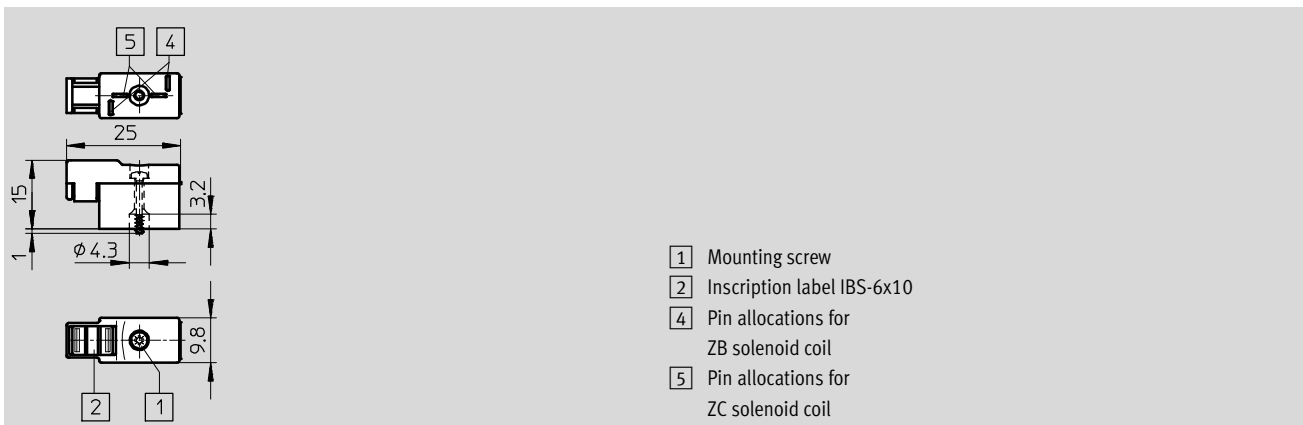 5 4
25
15
3.2
1
Φ 4.3
9.8
2 1
1 Mounting screw
2 Inscription label IBS-6x10
4 Pin allocations for
ZB solenoid coil
5 Pin allocations for
ZC solenoid coil